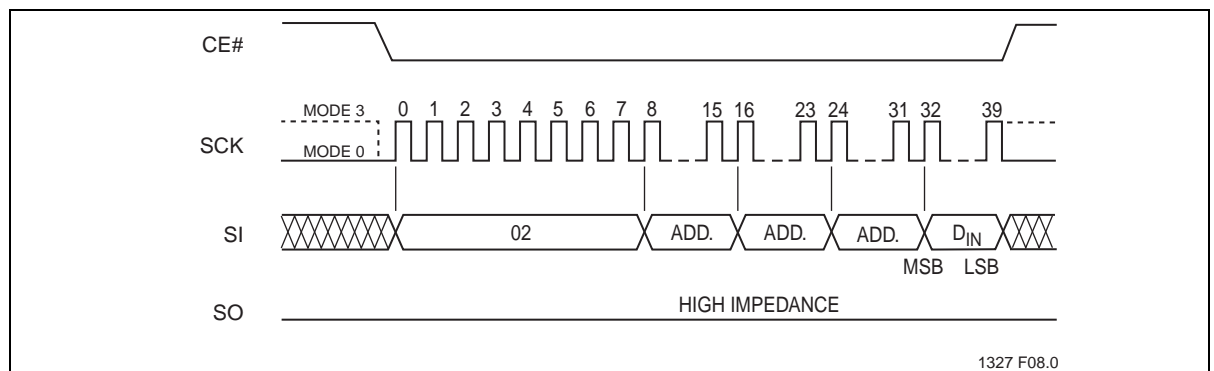 CE#
MODE 3 0 1 2 3 4 5 6 7 8 15 16 23 24 31 32 39
SCK
MODE 0
SI 02 ADD. ADD. ADD. DIN
MSB LSB
HIGH IMPEDANCE
SO
1327 F08.0